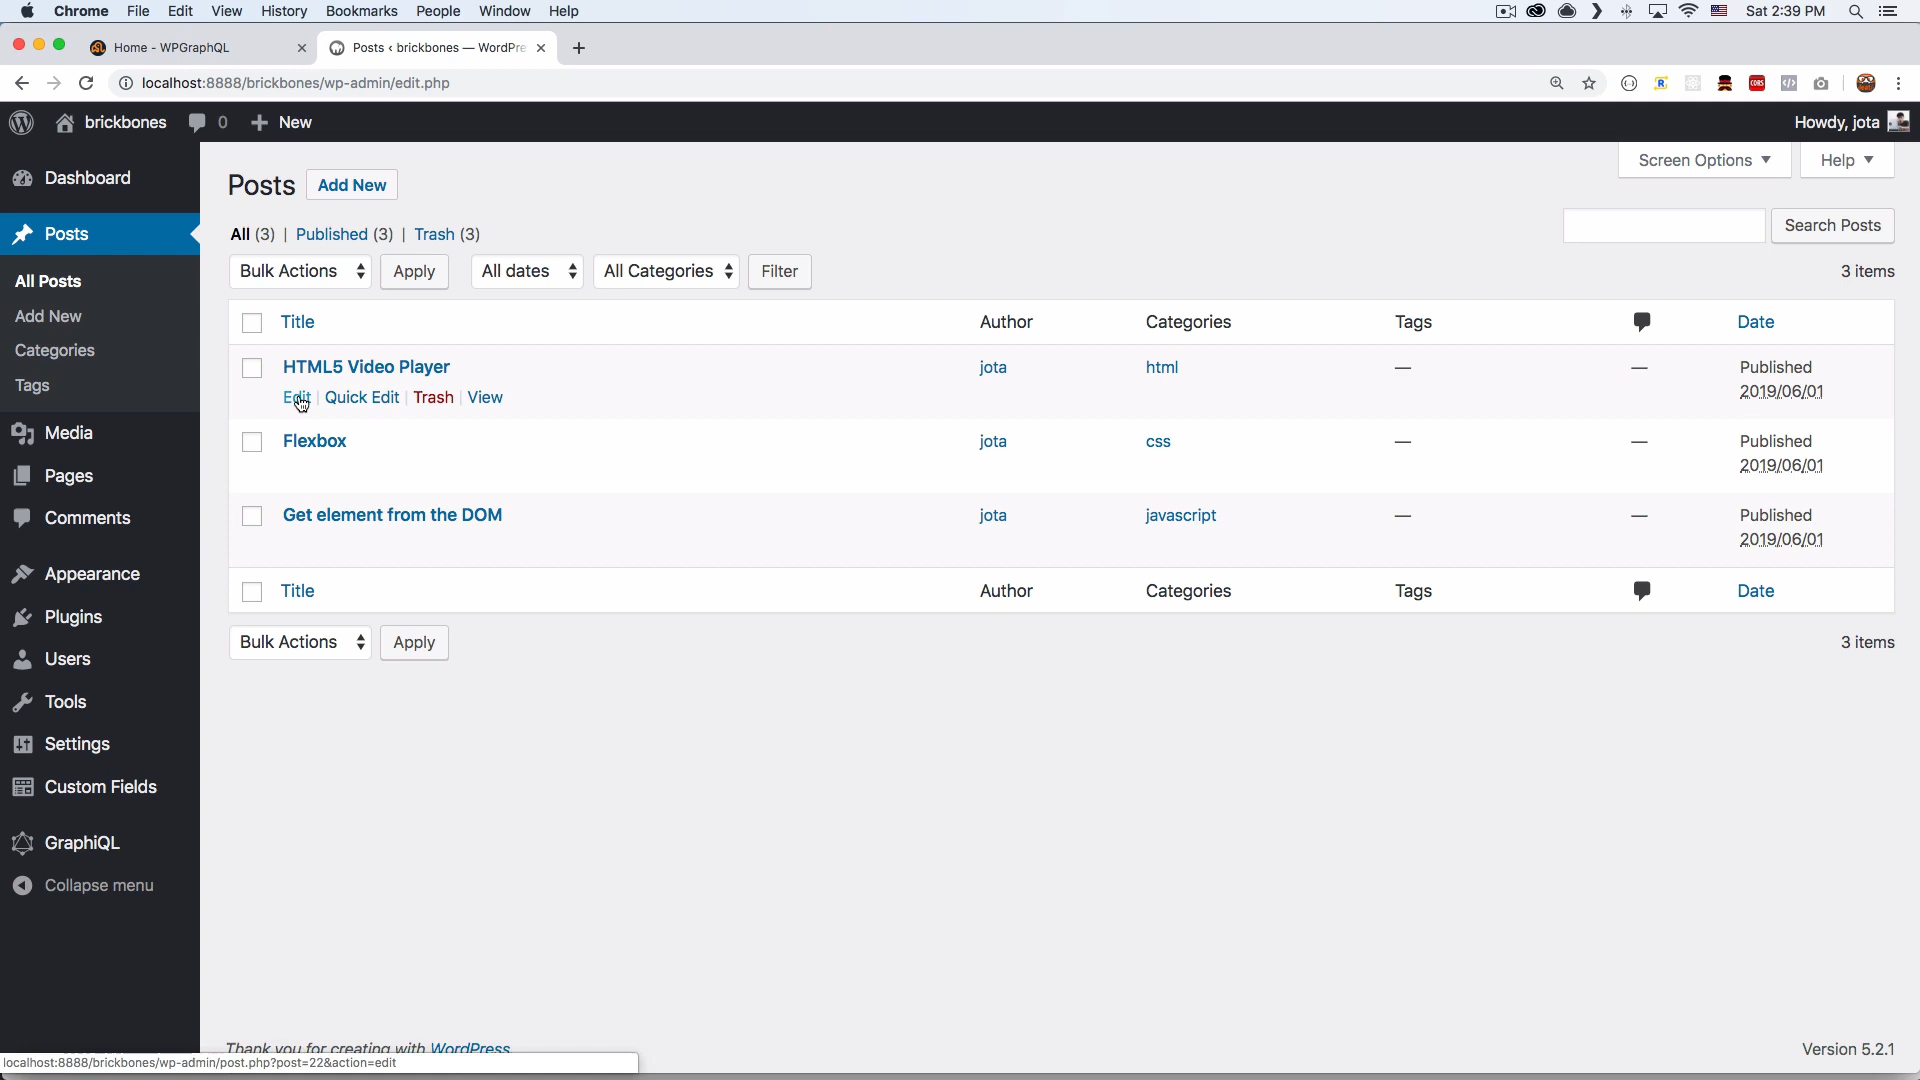 Chrome File Edit View History Bookmarks People Window Help Sat 2:39 PM
Home - WPGraphQL Posts ‹ brickbones — WordPre
localhost:8888/brickbones/wp-admin/edit.php
brickbones 0 New Howdy, jota
Screen Options Help
Dashboard
Posts
All Posts
Add New
Categories
Tags
Media
Pages
Comments
Appearance
Plugins
Users
Tools
Settings
Custom Fields
GraphiQL
Collapse menu
Posts Add New
All (3) | Published (3) | Trash (3)
Search Posts
Bulk Actions Apply All dates All Categories Filter 3 items
Title Author Categories Tags Date
HTML5 Video Player jota html — — Published
2019/06/01
Edit | Quick Edit | Trash | View
Flexbox jota css — — Published
2019/06/01
Get element from the DOM jota javascript — — Published
2019/06/01
Title Author Categories Tags Date
Bulk Actions Apply 3 items
Thank you for creating with WordPress.
Version 5.2.1
localhost:8888/brickbones/wp-admin/post.php?post=22&action=edit